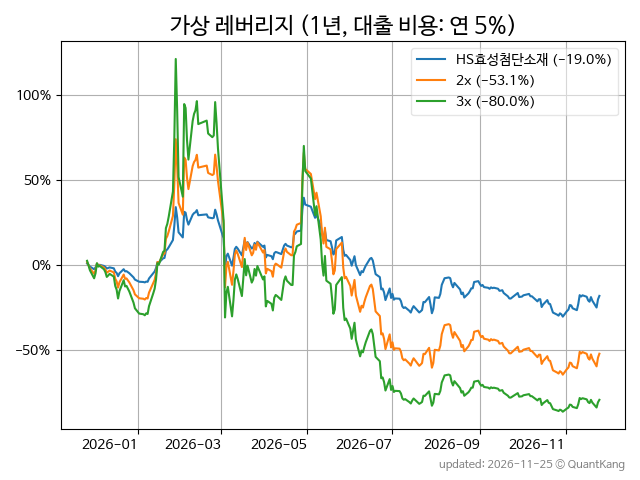 가상 레버리지 (1년, 대출 비용: 연 5%)
HS효성첨단소재 (−19.0%)
2x (−53.1%)
3x (−80.0%)
100%
50%
0%
−50%
2026-01 2026-03 2026-05 2026-07 2026-09 2026-11
updated: 2026-11-25 ⓒ QuantKang